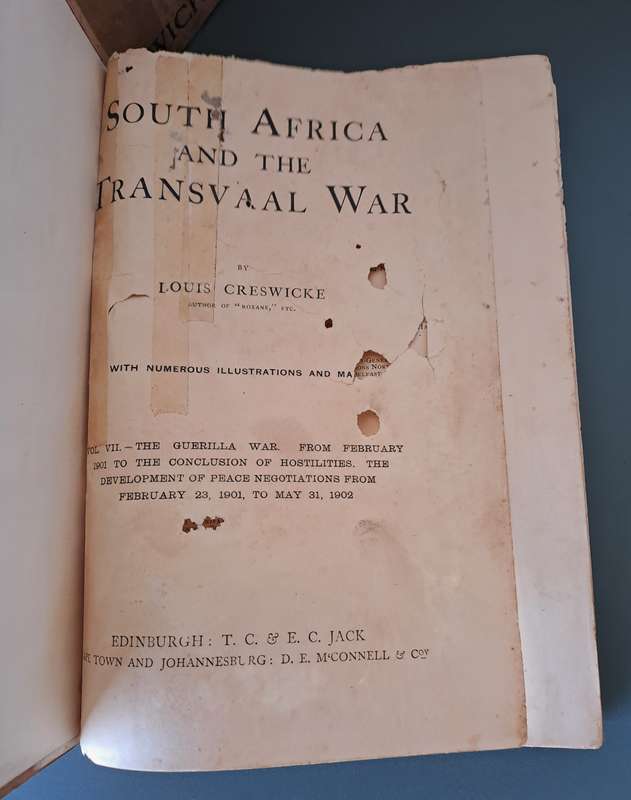 SOUTH AFRICA
AND THE
TRANSVAAL WAR
BY
LOUIS CRESWICKE
AUTHOR OF "ROXANE," ETC.
WITH NUMEROUS ILLUSTRATIONS AND MA
VOL VII.—THE GUERILLA WAR. FROM FEBRUARY
1901 TO THE CONCLUSION OF HOSTILITIES. THE
DEVELOPMENT OF PEACE NEGOTIATIONS FROM
FEBRUARY 23, 1901, TO MAY 31, 1902
EDINBURGH: T. C. & E. C. JACK
TOWN AND JOHANNESBURG: D. E. McCONNELL & Coy